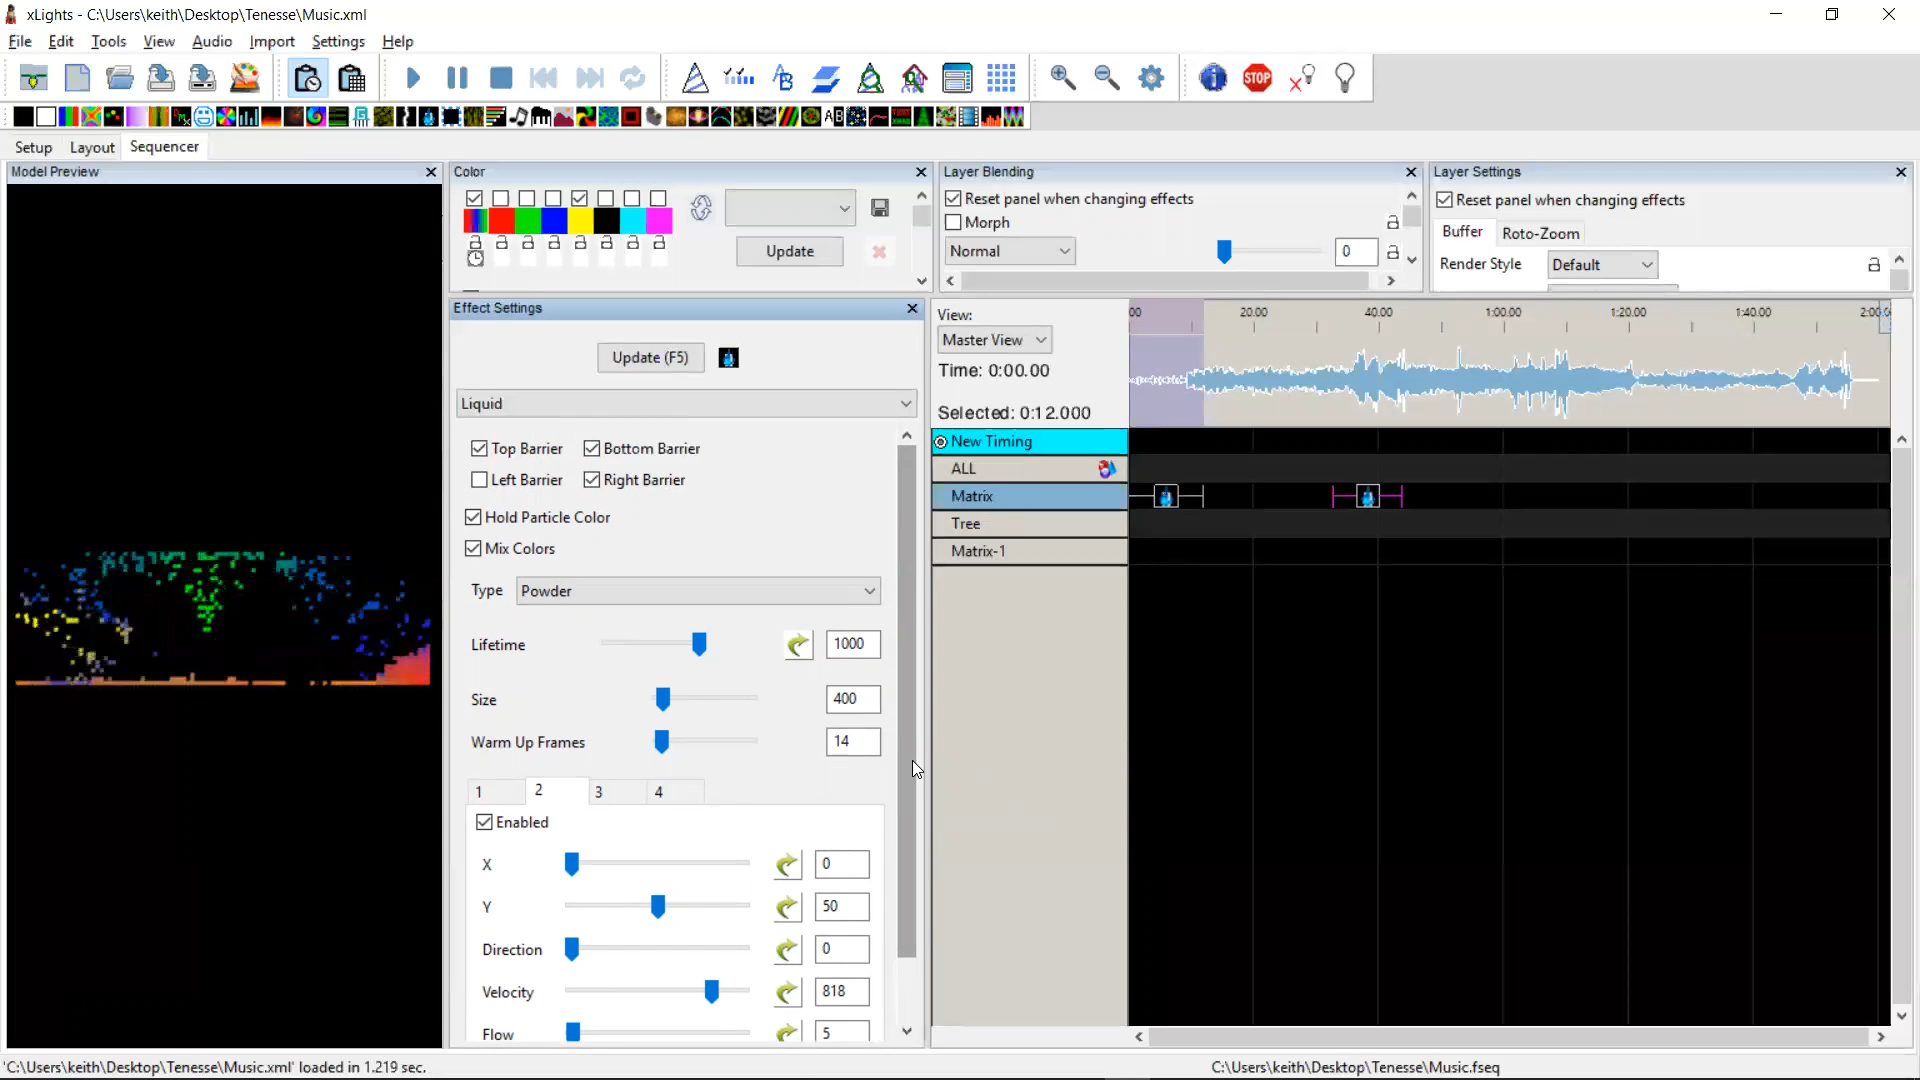 xLights - C:\Users\keith\Desktop\Tenesse\Music.xml
File Edit Tools View Audio Import Settings Help
STOP
Setup Layout Sequencer
Model Preview
Color
Update
Layer Blending
Reset panel when changing effects
Morph
Normal
0
Layer Settings
Reset panel when changing effects
Buffer Roto-Zoom
Render Style Default
Effect Settings
Update (F5)
Liquid
Top Barrier Bottom Barrier
Left Barrier Right Barrier
Hold Particle Color
Mix Colors
Type Powder
Lifetime 1000
Size 400
Warm Up Frames 14
1 2 3 4
Enabled
X 0
Y 50
Direction 0
Velocity 818
Flow 5
View:
Master View
Time: 0:00.00
Selected: 0:12.000
20.00 40.00 1:00.00 1:20.00 1:40.00
New Timing
ALL
Matrix
Tree
Matrix-1
'C:\Users\keith\Desktop\Tenesse\Music.xml' loaded in 1.219 sec.
C:\Users\keith\Desktop\Tenesse\Music.fseq